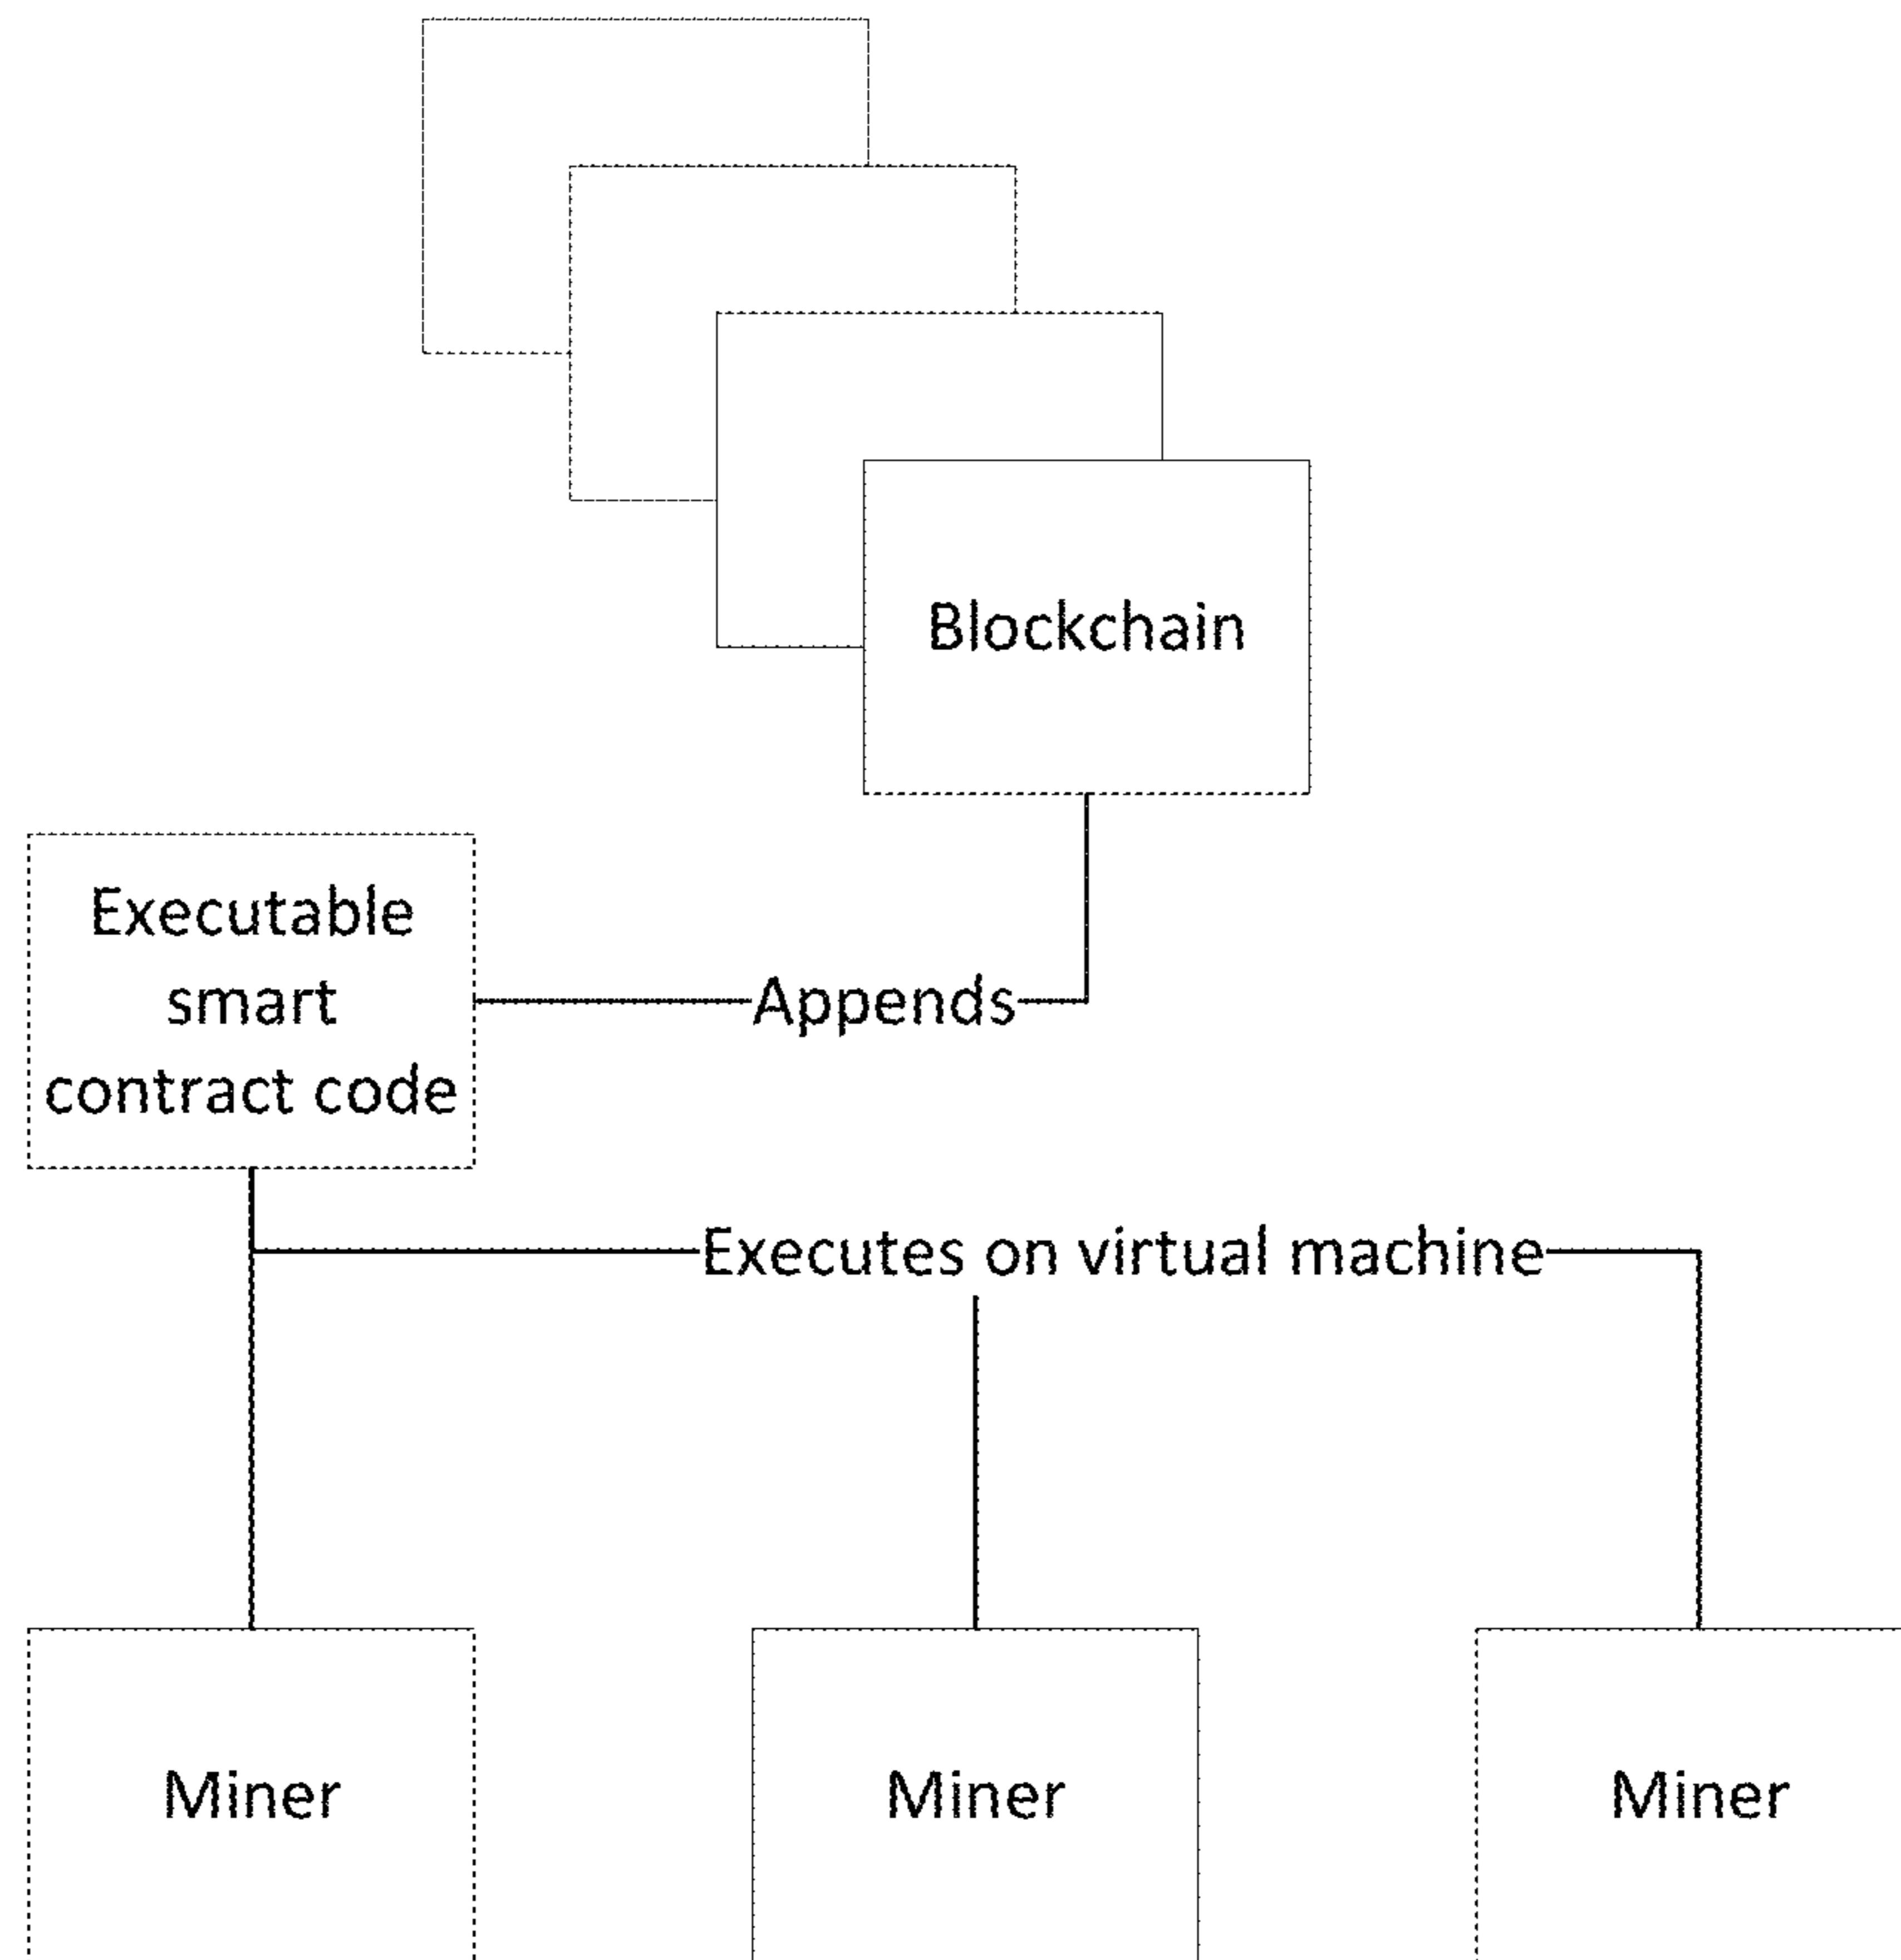 Blockchain
Executable
smart
contract code
Appends
Executes on virtual machine
Miner
Miner
Miner